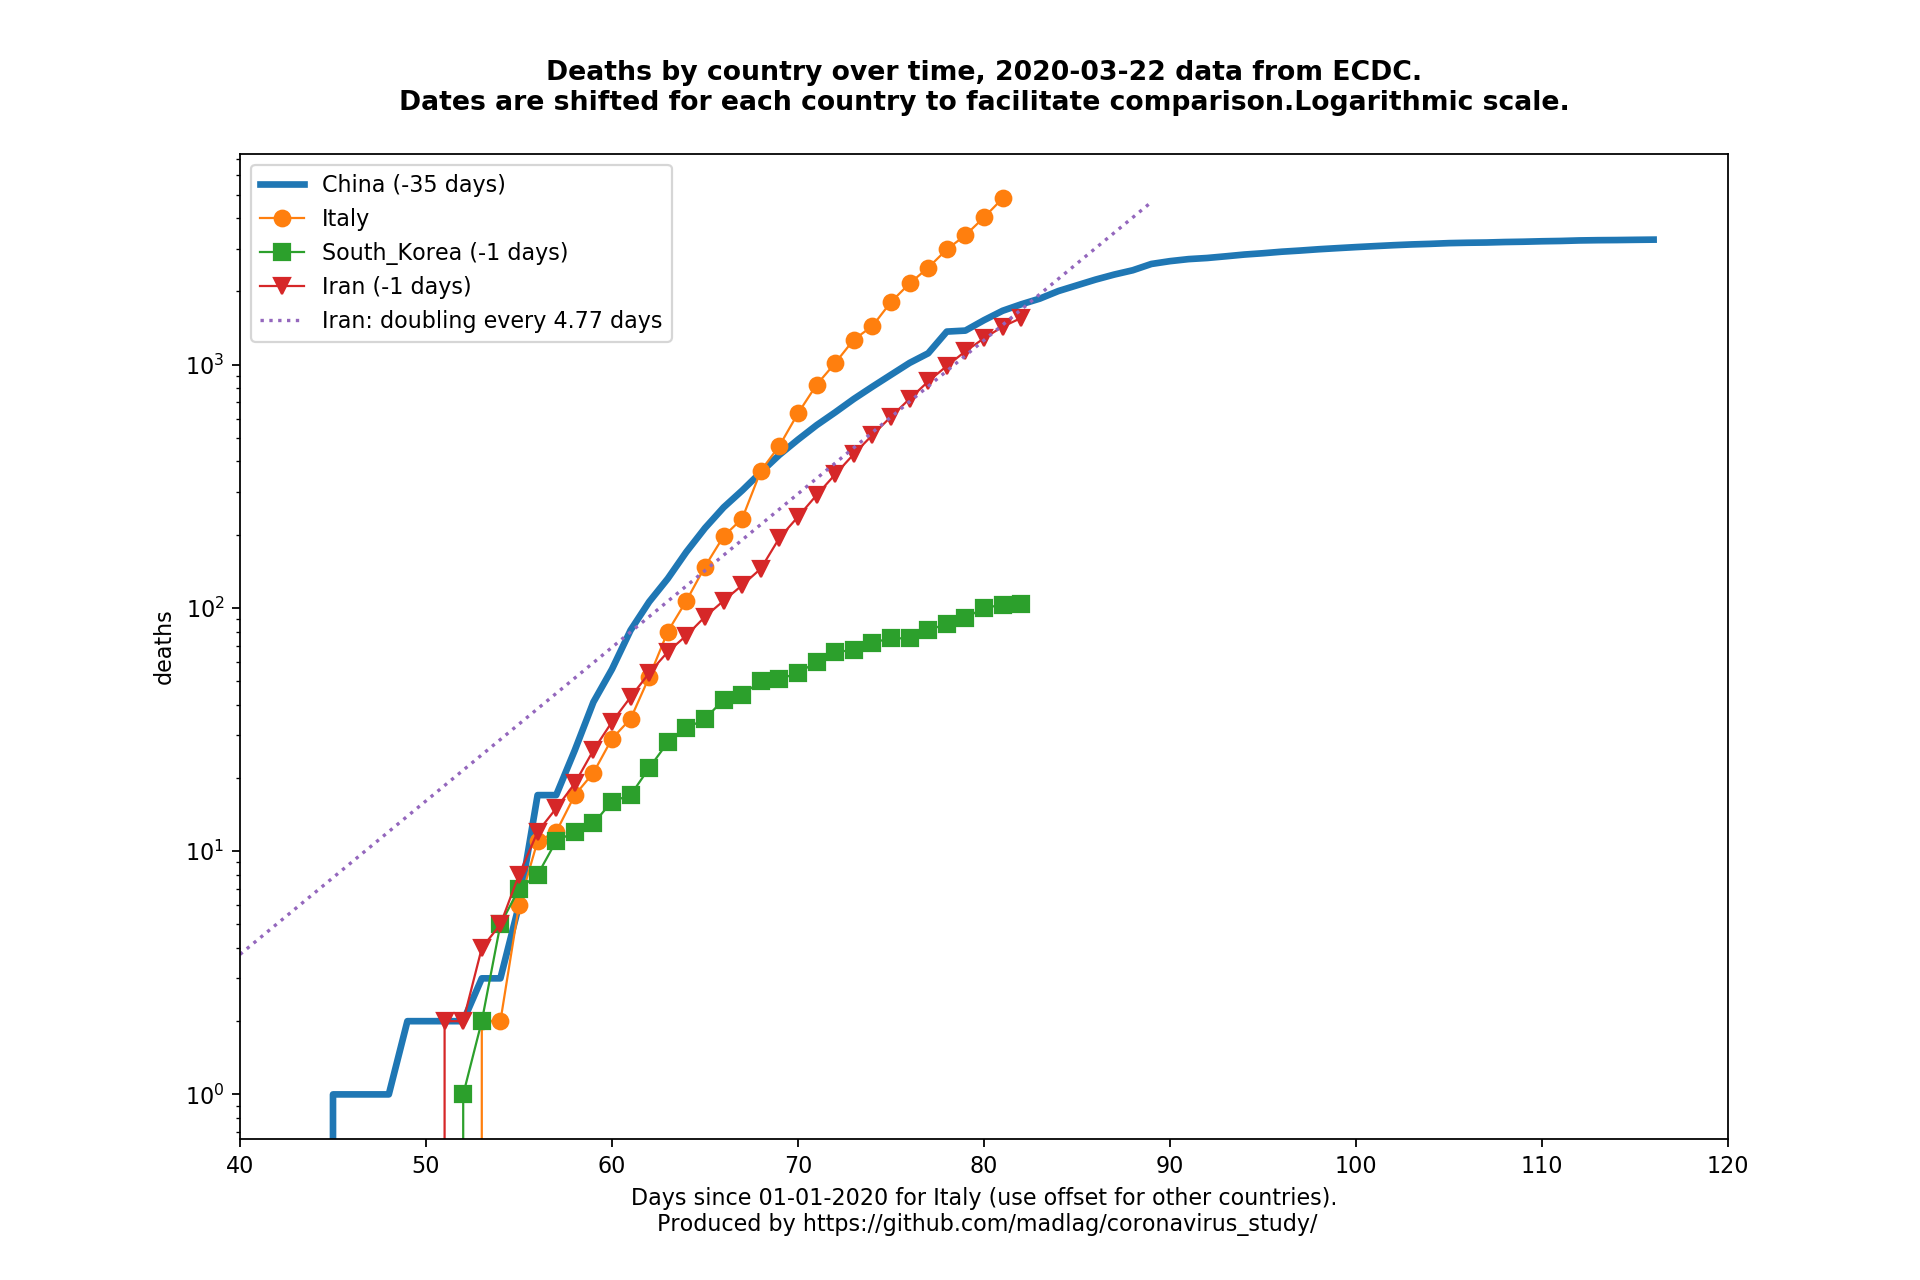 Deaths by country over time, 2020-03-22 data from ECDC.
Dates are shifted for each country to facilitate comparison.Logarithmic scale.
China (-35 days)
Italy
South_Korea (-1 days)
Iran (-1 days)
Iran: doubling every 4.77 days
10³
10²
10¹
10⁰
deaths
40 50 60 70 80 90 100 110 120
Days since 01-01-2020 for Italy (use offset for other countries).
Produced by https://github.com/madlag/coronavirus_study/